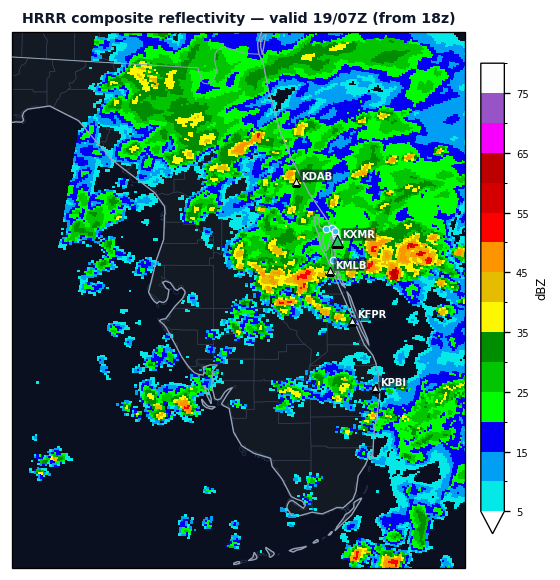 HRRR composite reflectivity — valid 19/07Z (from 18z)
KDAB
KXMR
KMLB
KFPR
KPBI
75
65
55
45
35
25
15
5
dBZ